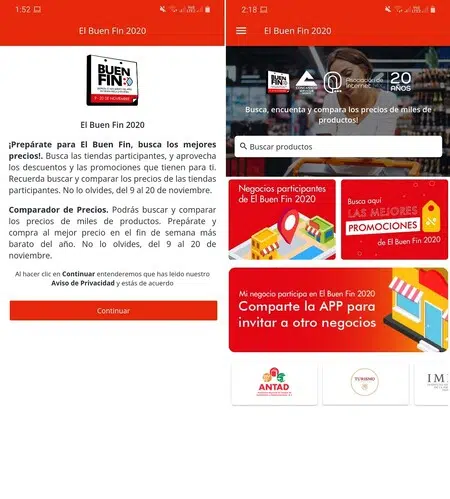 1:52
El Buen Fin 2020
BUEN
FIN
9 - 20 DE NOVIEMBRE
El Buen Fin 2020
¡Prepárate para El Buen Fin, busca los mejores
precios!. Busca las tiendas participantes, y aprovecha
los descuentos y las promociones que tienen para ti.
Recuerda buscar y comparar los precios de las tiendas
participantes. No lo olvides, del 9 al 20 de noviembre.
Comparador de Precios. Podrás buscar y comparar
los precios de miles de productos. Prepárate y
compra al mejor precio en el fin de semana más
barato del año. No lo olvides, del 9 al 20 de
noviembre.
Al hacer clic en Continuar entenderemos que has leido nuestro
Aviso de Privacidad y estás de acuerdo
Continuar
2:18
El Buen Fin 2020
BUEN
FIN
Asociación de
Internet
20
AÑOS
Busca, encuenta y compara los precios de miles de
productos!
Buscar productos
Negocios participantes
de El Buen Fin 2020
Busca aquí
LAS MEJORES
PROMOCIONES
de El Buen Fin 2020
Mi negocio participa en El Buen Fin 2020
Comparte la APP para
invitar a otro negocios
ANTAD
TURISMO
IM